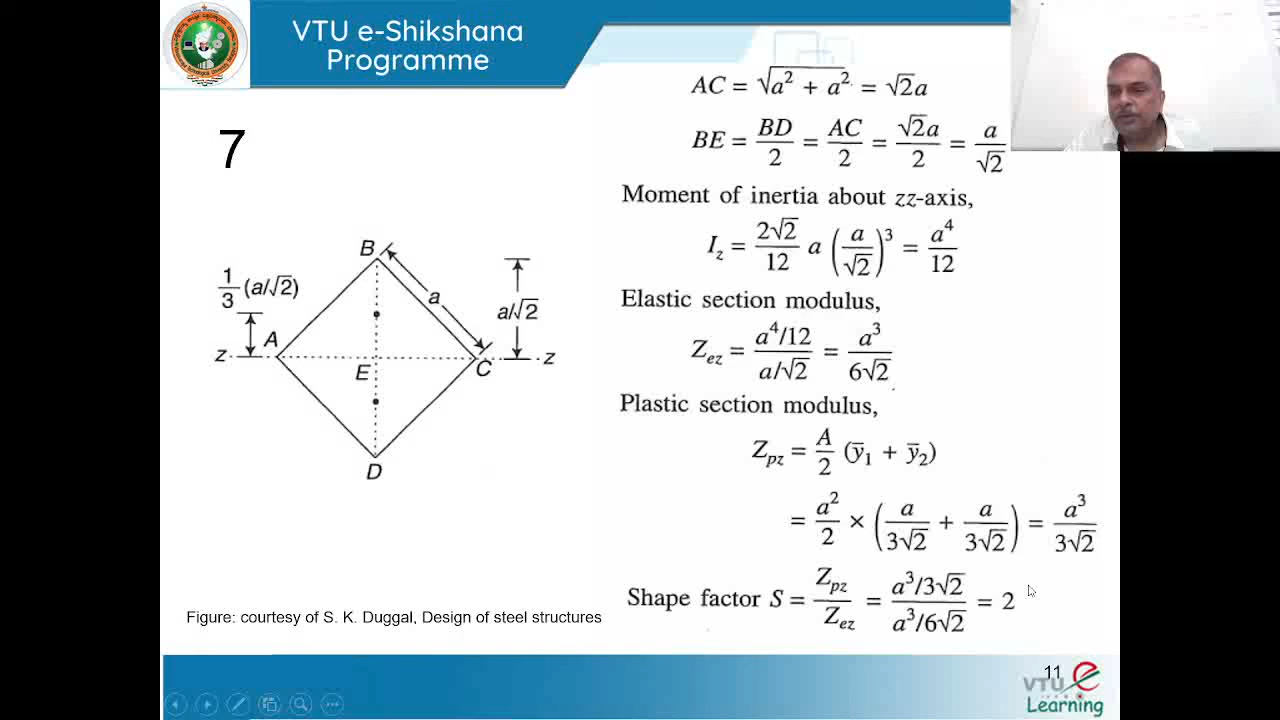 VTU e-Shikshana
Programme
7
AC = √a² + a² = √2a
BE = BD/2 = AC/2 = √2a/2 = a/√2
Moment of inertia about zz-axis,
I_z = 2√2/12 a (a/√2)³ = a⁴/12
Elastic section modulus,
Z_ez = a⁴/12 / a/√2 = a³/6√2
Plastic section modulus,
Z_pz = A/2 (ȳ₁ + ȳ₂)
= a²/2 × (a/3√2 + a/3√2) = a³/3√2
Shape factor S = Z_pz/Z_ez = a³/3√2 / a³/6√2 = 2
B
1/3 (a/√2)
a
a/√2
A
z
z
E
C
D
Figure: courtesy of S. K. Duggal, Design of steel structures
11
VTU e
Learning